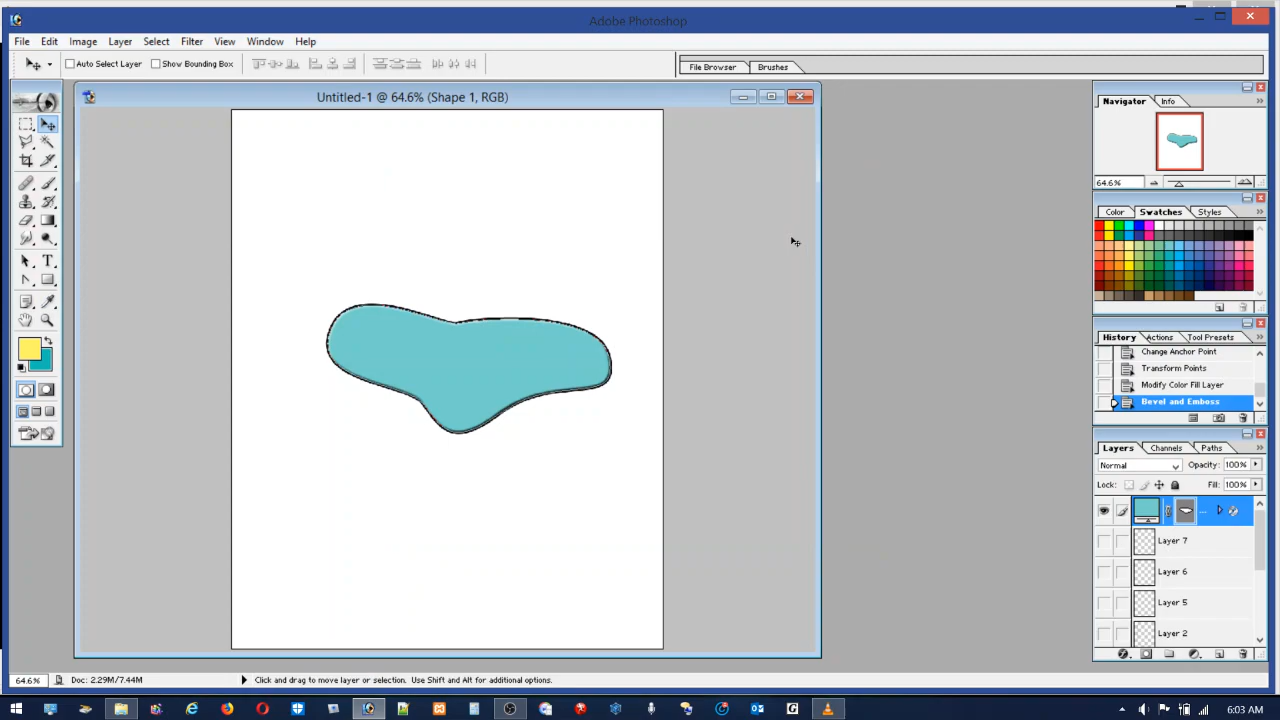 Adobe Photoshop
File Edit Image Layer Select Filter View Window Help
Auto Select Layer Show Bounding Box File Browser Brushes
Untitled-1 @ 64.6% (Shape 1, RGB)
Navigator Info
64.6%
Color Swatches Styles
History Actions Tool Presets
Change Anchor Point
Transform Points
Modify Color Fill Layer
Bevel and Emboss
Layers Channels Paths
Normal Opacity: 100%
Lock: Fill: 100%
...
Layer 7
Layer 6
Layer 5
Layer 2
64.6% Doc: 2.29M/7.44M Click and drag to move layer or selection. Use Shift and Alt for additional options.
6:03 AM